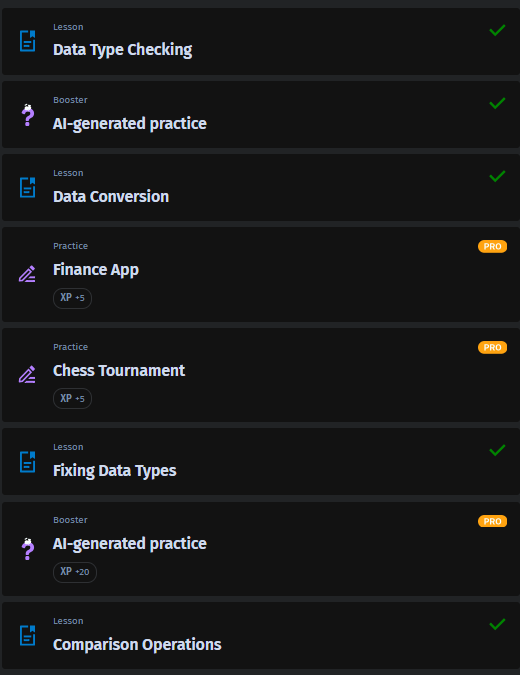 Lesson
Data Type Checking
Booster
AI-generated practice
Lesson
Data Conversion
Practice
PRO
Finance App
XP +5
Practice
PRO
Chess Tournament
XP +5
Lesson
Fixing Data Types
Booster
PRO
AI-generated practice
XP +20
Lesson
Comparison Operations